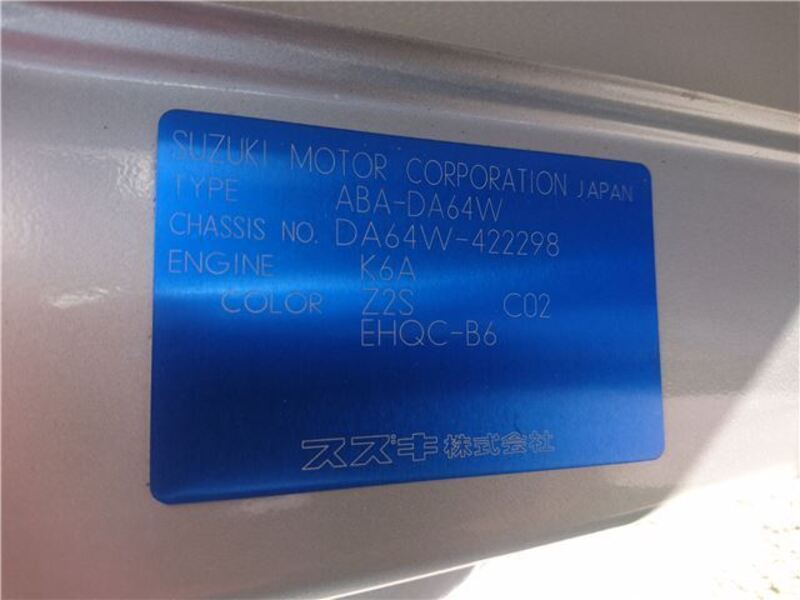 SUZUKI MOTOR CORPORATION JAPAN
TYPE ABA-DA64W
CHASSIS NO. DA64W-422298
ENGINE K6A
COLOR Z2S C02
EHQC-B6
スズキ株式会社